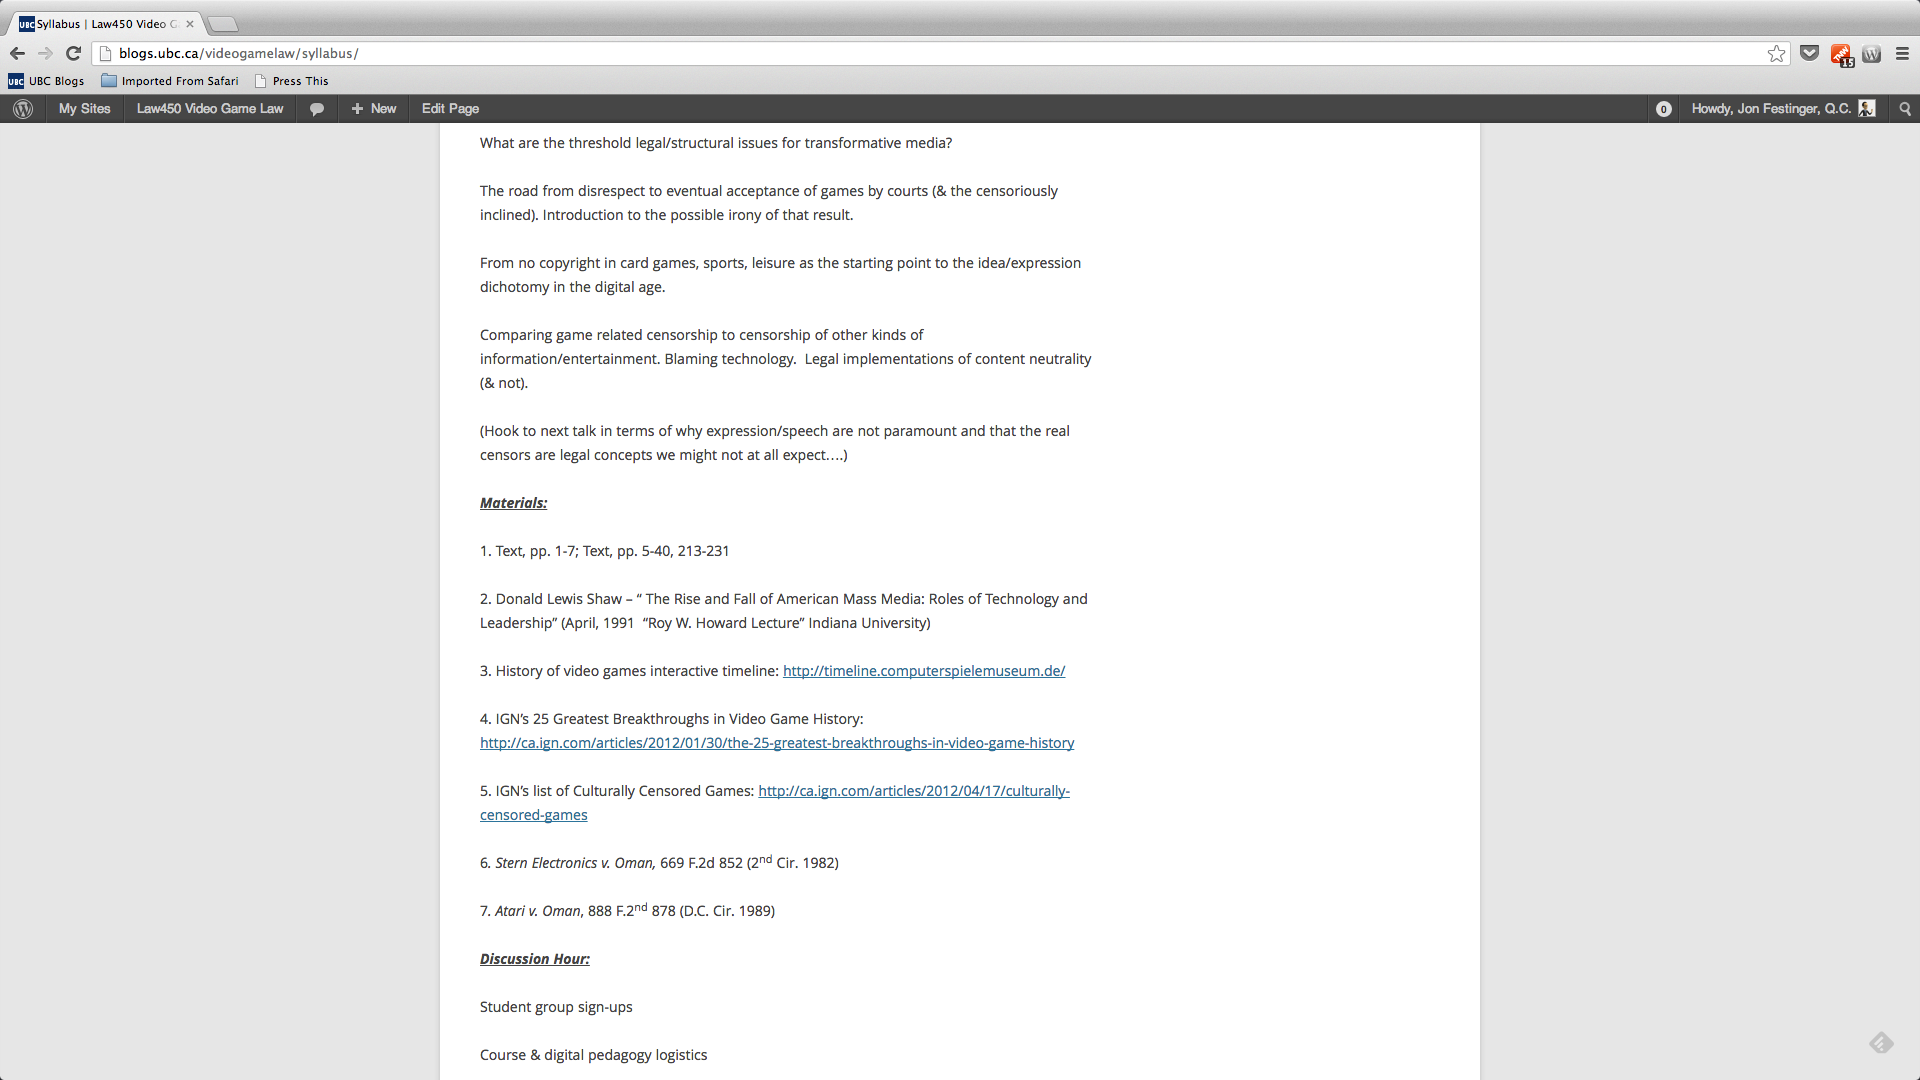 UBC Syllabus | Law450 Video G
blogs.ubc.ca/videogamelaw/syllabus/
15
UBC UBC Blogs Imported From Safari Press This
My Sites Law450 Video Game Law + New Edit Page 0 Howdy, Jon Festinger, Q.C.
What are the threshold legal/structural issues for transformative media?
The road from disrespect to eventual acceptance of games by courts (& the censoriously
inclined). Introduction to the possible irony of that result.
From no copyright in card games, sports, leisure as the starting point to the idea/expression
dichotomy in the digital age.
Comparing game related censorship to censorship of other kinds of
information/entertainment. Blaming technology.  Legal implementations of content neutrality
(& not).
(Hook to next talk in terms of why expression/speech are not paramount and that the real
censors are legal concepts we might not at all expect….)
Materials:
1. Text, pp. 1-7; Text, pp. 5-40, 213-231
2. Donald Lewis Shaw – “ The Rise and Fall of American Mass Media: Roles of Technology and
Leadership” (April, 1991  “Roy W. Howard Lecture” Indiana University)
3. History of video games interactive timeline: http://timeline.computerspielemuseum.de/
4. IGN’s 25 Greatest Breakthroughs in Video Game History:
http://ca.ign.com/articles/2012/01/30/the-25-greatest-breakthroughs-in-video-game-history
5. IGN’s list of Culturally Censored Games: http://ca.ign.com/articles/2012/04/17/culturally-
censored-games
6. Stern Electronics v. Oman, 669 F.2d 852 (2nd Cir. 1982)
7. Atari v. Oman, 888 F.2nd 878 (D.C. Cir. 1989)
Discussion Hour:
Student group sign-ups
Course & digital pedagogy logistics